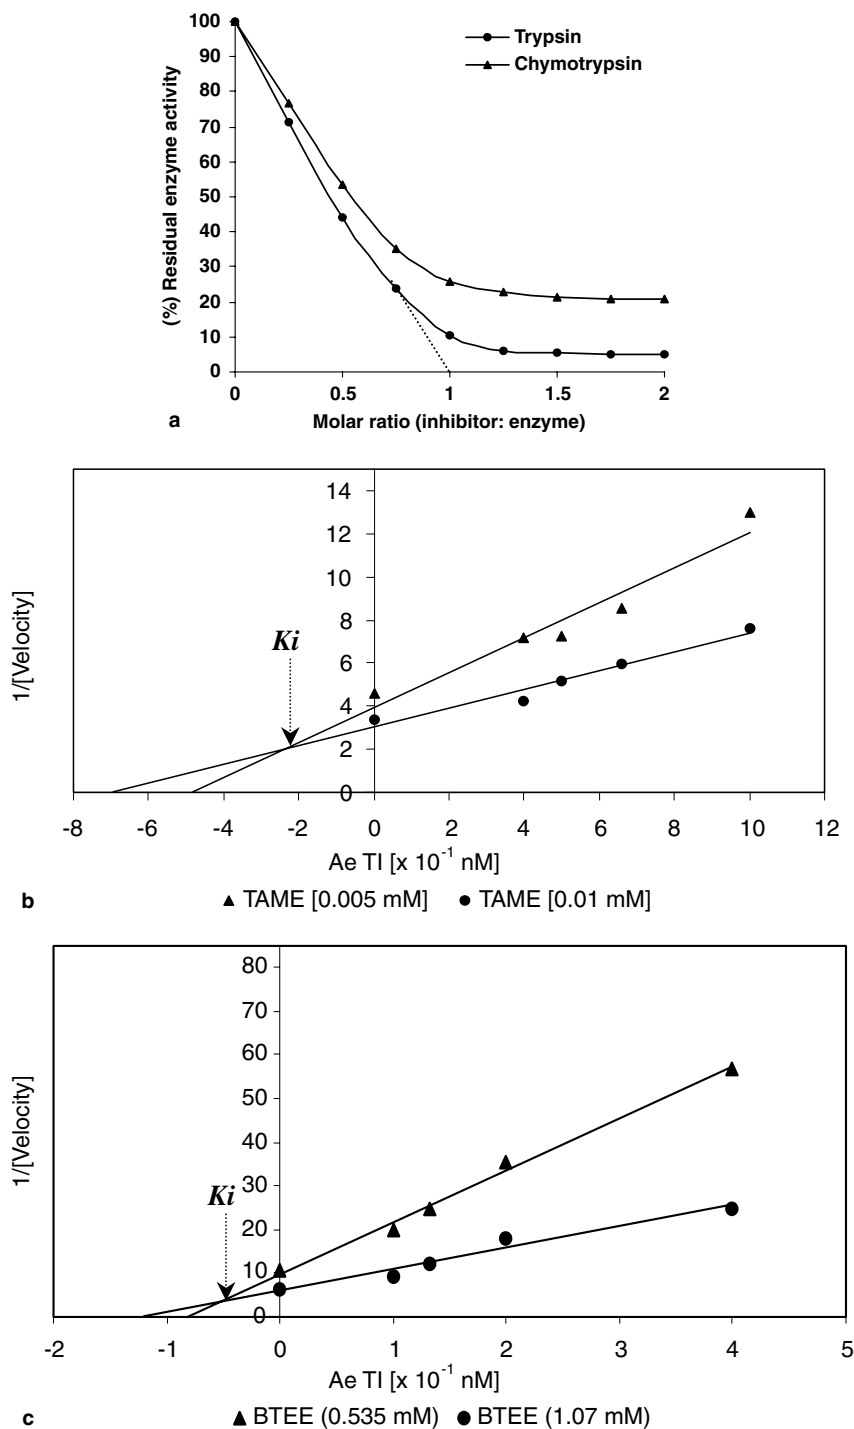 100
90
80
70
60
50
40
30
20
10
0
(%) Residual enzyme activity
Trypsin
Chymotrypsin
0 0.5 1 1.5 2
Molar ratio (inhibitor: enzyme)
a
14
12
10
8
6
4
2
0
1/[Velocity]
Ki
-8 -6 -4 -2 0 2 4 6 8 10 12
Ae TI [x 10⁻¹ nM]
b
TAME [0.005 mM] TAME [0.01 mM]
80
70
60
50
40
30
20
10
0
1/[Velocity]
Ki
-2 -1 0 1 2 3 4 5
Ae TI [x 10⁻¹ nM]
c
BTEE (0.535 mM) BTEE (1.07 mM)